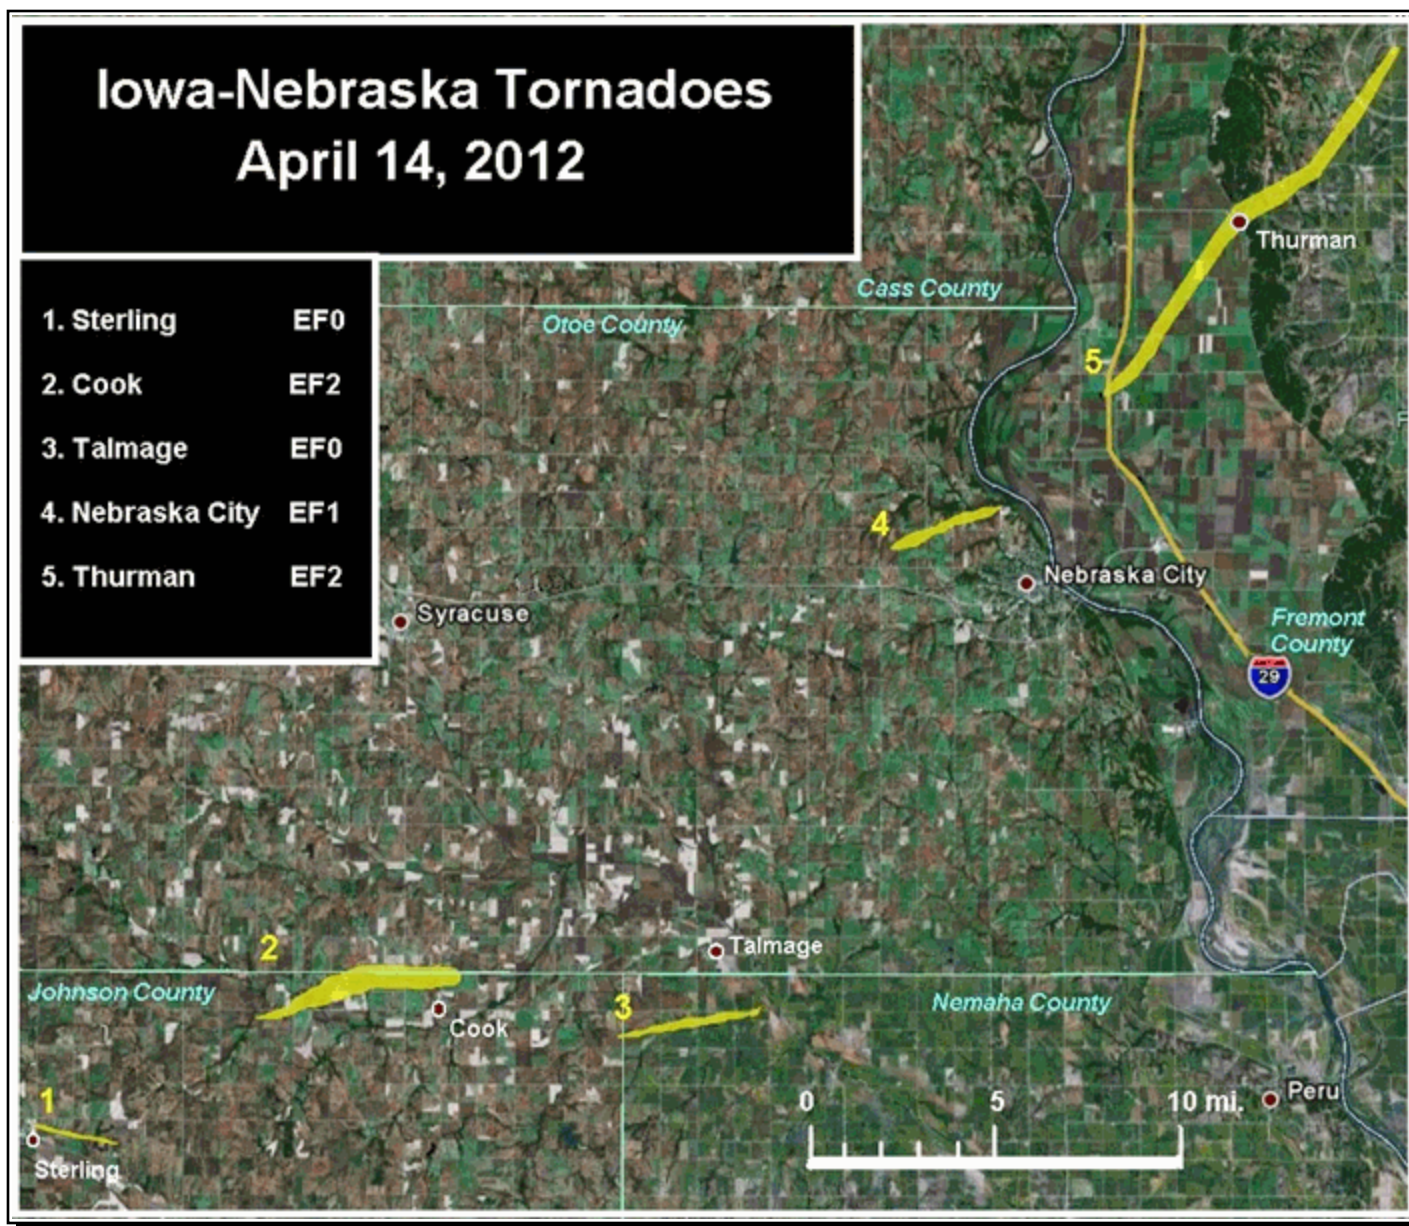 Iowa-Nebraska Tornadoes
April 14, 2012
1. Sterling EF0
2. Cook EF2
3. Talmage EF0
4. Nebraska City EF1
5. Thurman EF2
Thurman
Cass County
Otoe County
5
4
Nebraska City
Syracuse
Fremont
County
29
2
Talmage
Johnson County
3
Nemaha County
Cook
1
0 5 10 mi.
Peru
Sterling